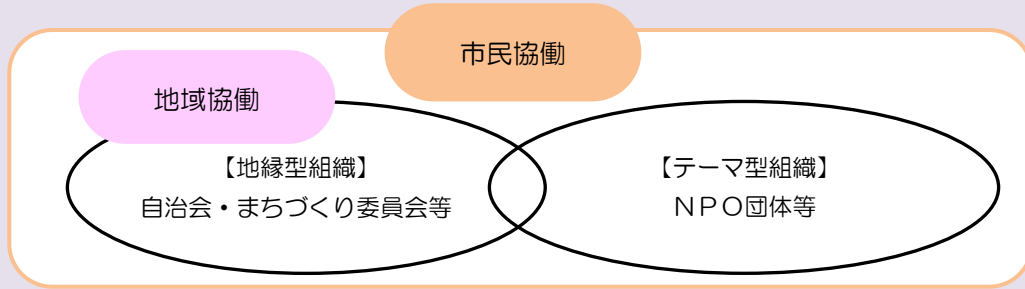 市民協働
地域協働
【地縁型組織】
自治会・まちづくり委員会等
【テーマ型組織】
ＮＰＯ団体等